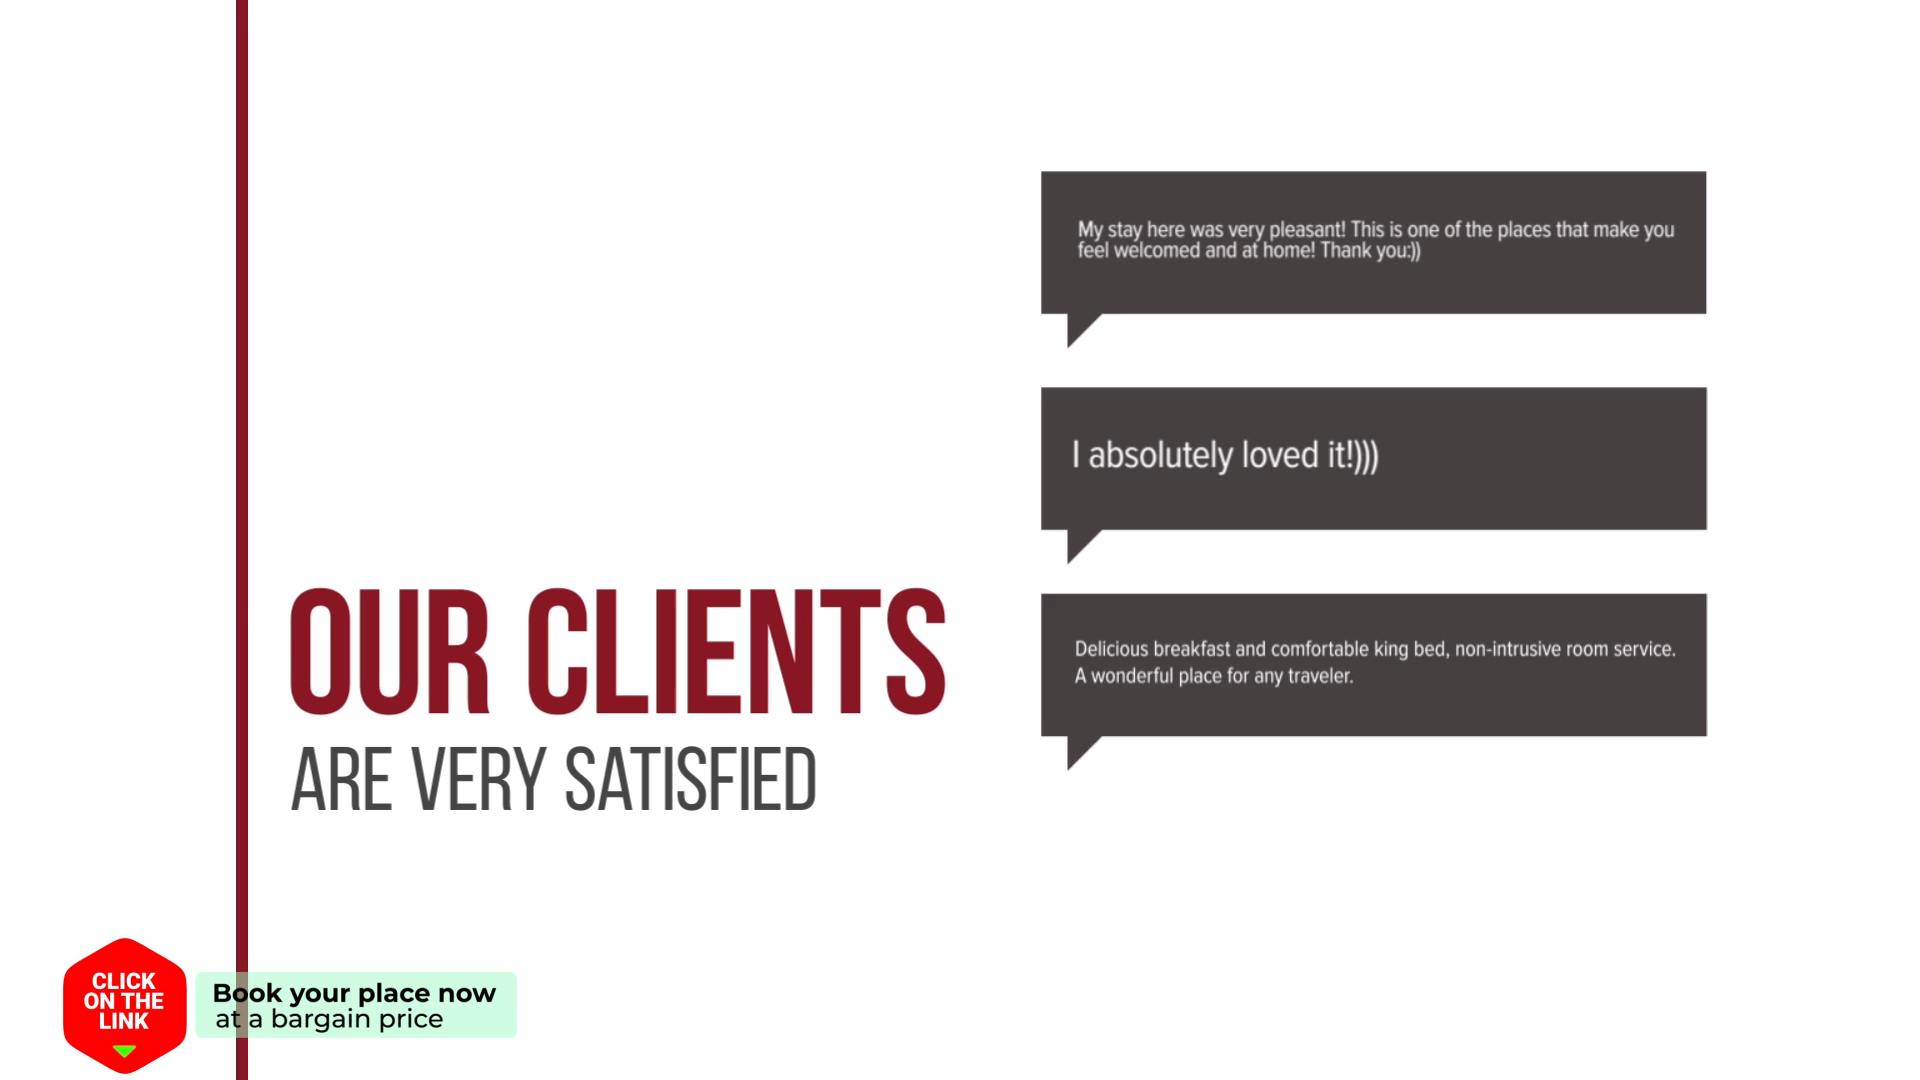 My stay here was very pleasant! This is one of the places that make you
feel welcomed and at home! Thank you:))
I absolutely loved it!)))
Delicious breakfast and comfortable king bed, non-intrusive room service.
A wonderful place for any traveler.
OUR CLIENTS
ARE VERY SATISFIED
CLICK
ON THE
LINK
Book your place now
at a bargain price